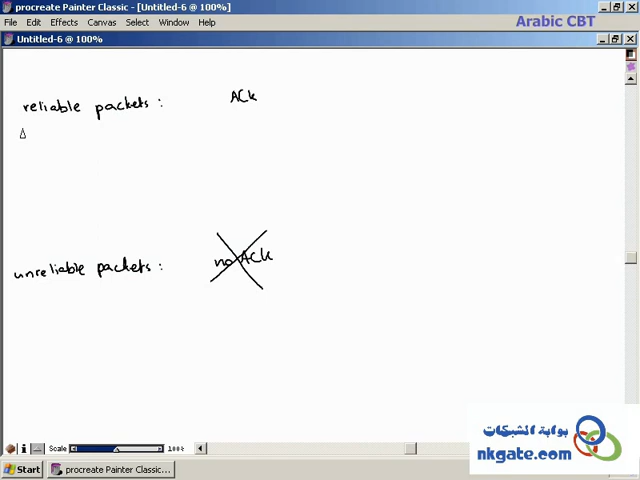 procreate Painter Classic - [Untitled-6 @ 100%]
File Edit Effects Canvas Select Window Help
Arabic CBT
Untitled-6 @ 100%
reliable packets : ACK
unreliable packets : no ACK
Scale 100%
بوابة الشبكات
nkgate.com
Start procreate Painter Classic...